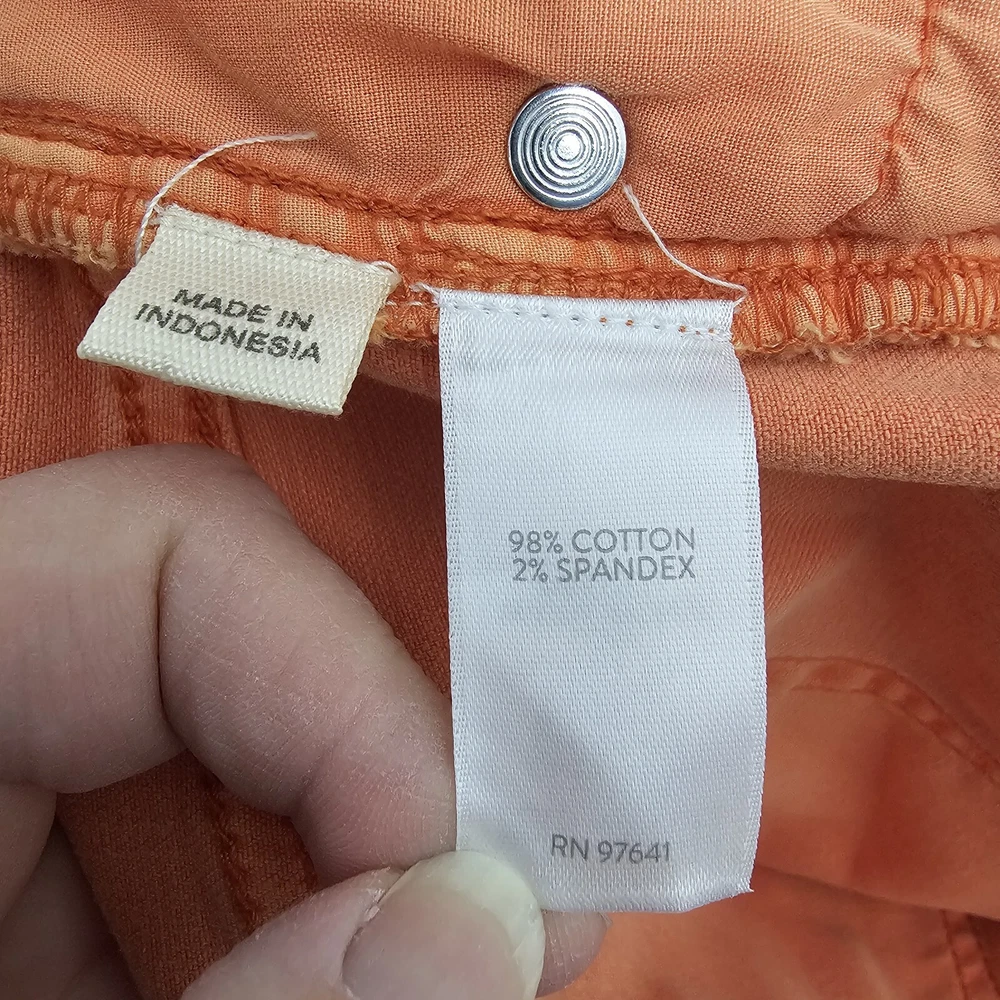 MADE IN
INDONESIA
98% COTTON
2% SPANDEX
RN 97641